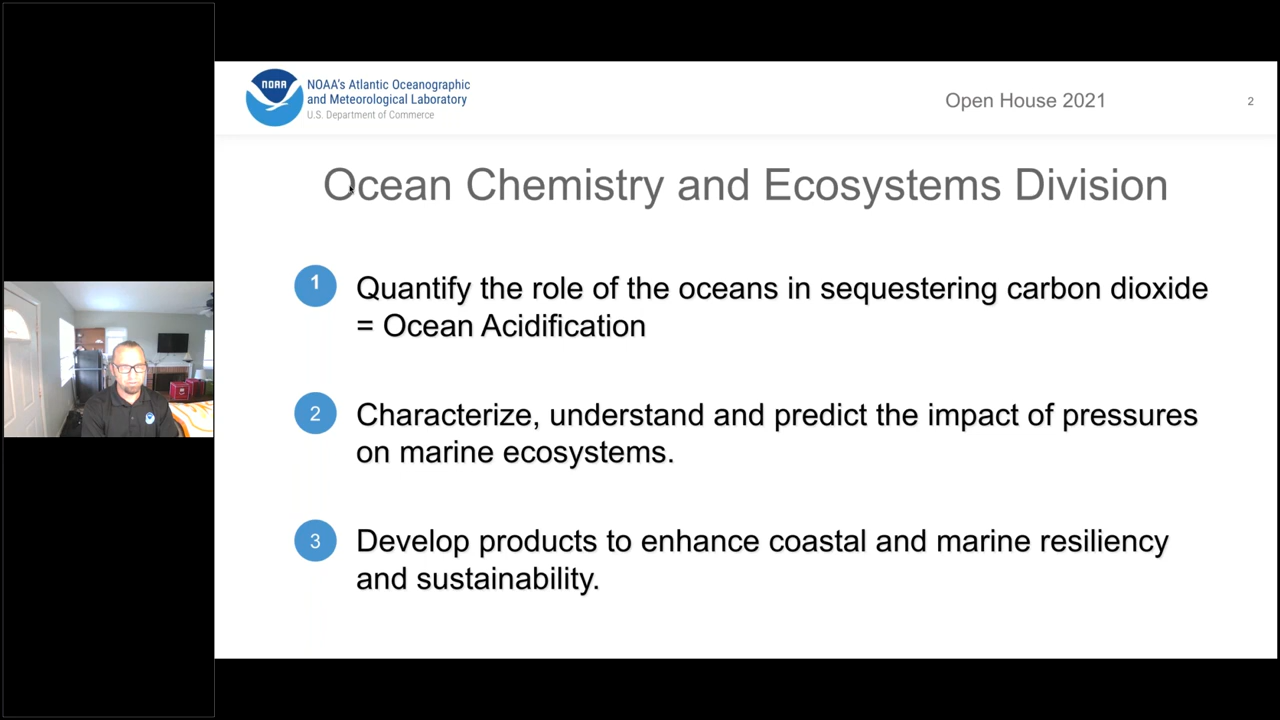 NOAA
NOAA's Atlantic Oceanographic
and Meteorological Laboratory
U.S. Department of Commerce
Open House 2021
2
Ocean Chemistry and Ecosystems Division
1
Quantify the role of the oceans in sequestering carbon dioxide
= Ocean Acidification
2
Characterize, understand and predict the impact of pressures
on marine ecosystems.
3
Develop products to enhance coastal and marine resiliency
and sustainability.